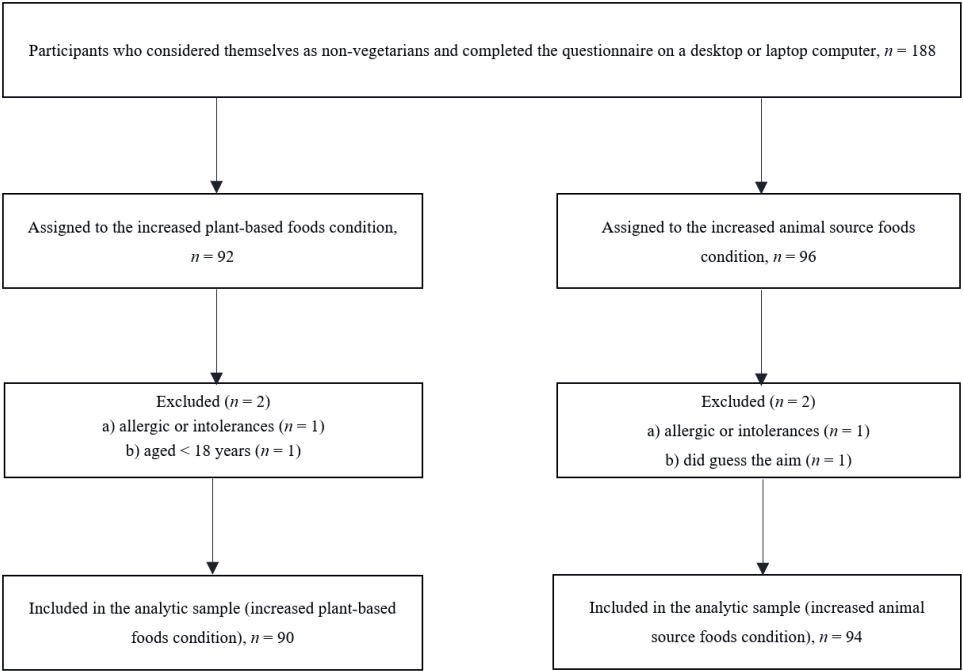 Participants who considered themselves as non-vegetarians and completed the questionnaire on a desktop or laptop computer, n = 188
Assigned to the increased plant-based foods condition,
n = 92
Assigned to the increased animal source foods
condition, n = 96
Excluded (n = 2)
a) allergic or intolerances (n = 1)
b) aged < 18 years (n = 1)
Excluded (n = 2)
a) allergic or intolerances (n = 1)
b) did guess the aim (n = 1)
Included in the analytic sample (increased plant-based
foods condition), n = 90
Included in the analytic sample (increased animal
source foods condition), n = 94